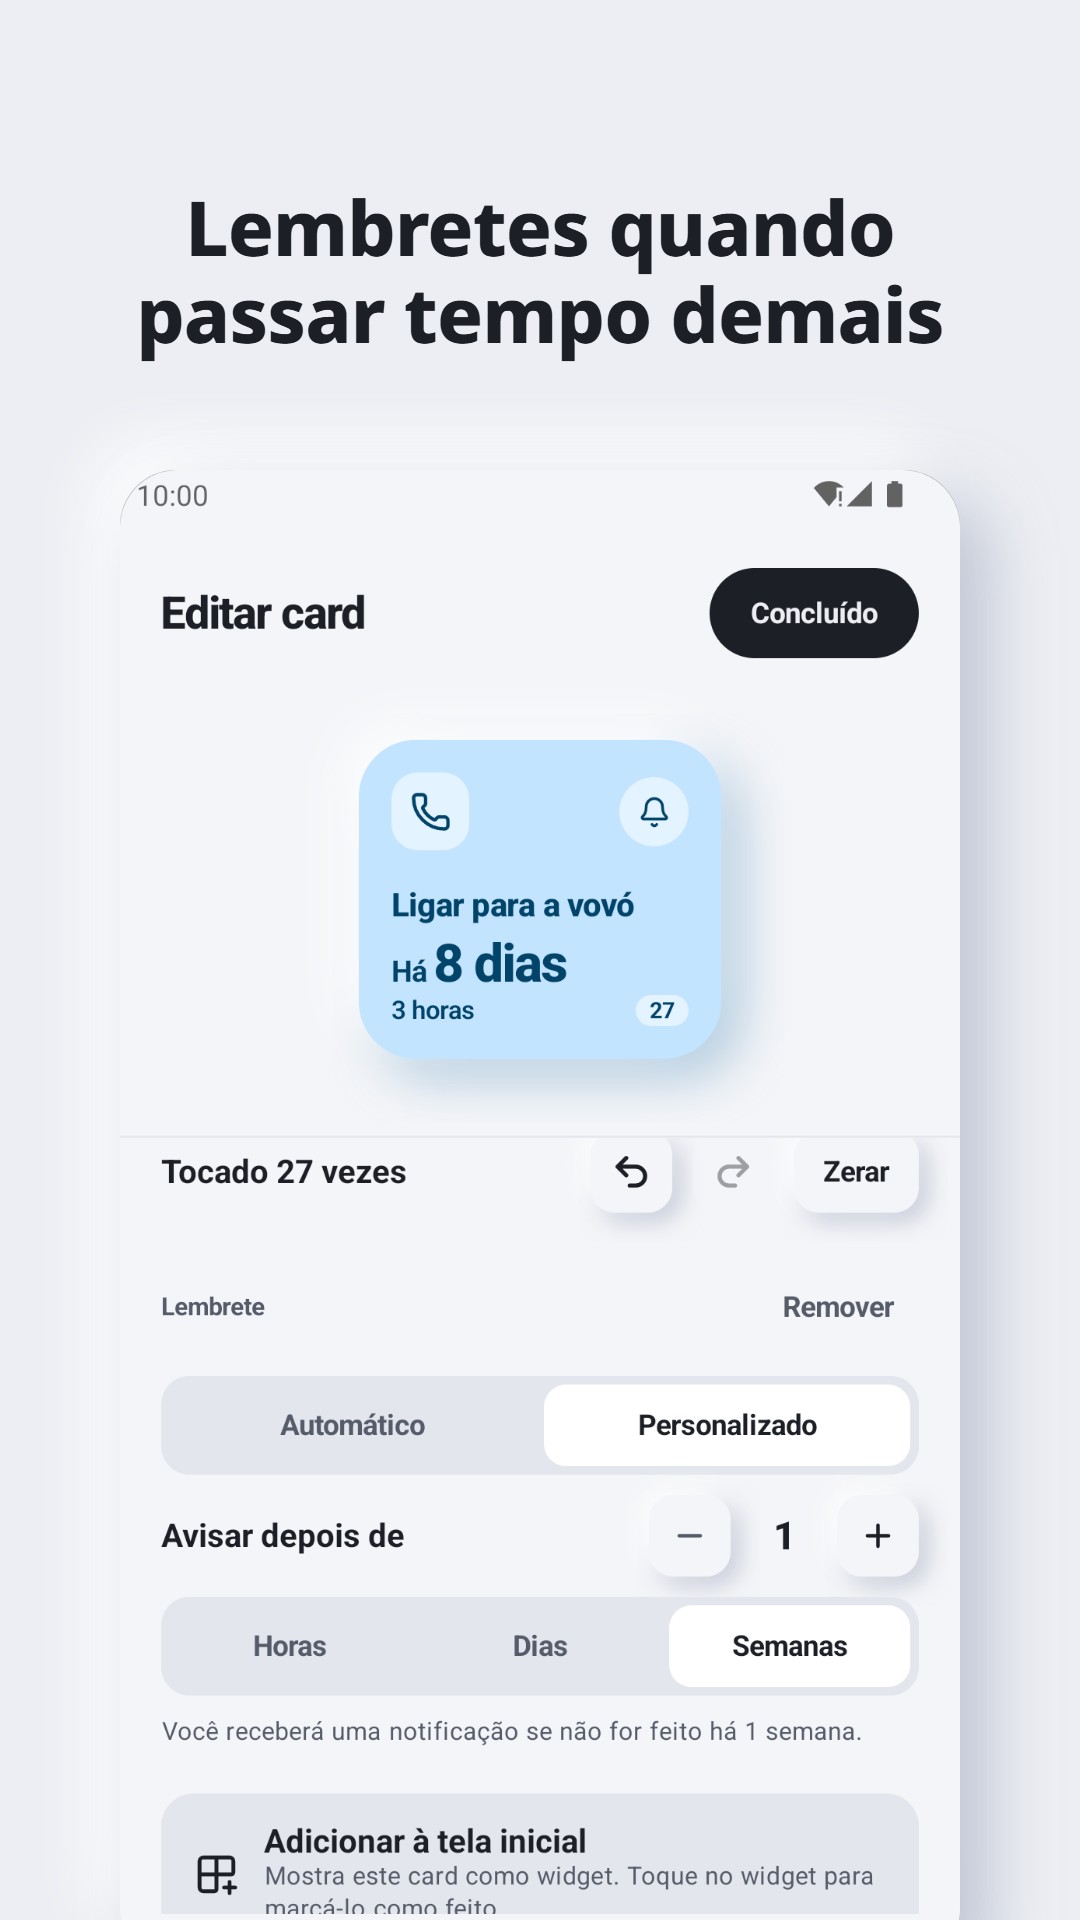 Lembretes quando
passar tempo demais
10:00
Editar card
Concluído
Ligar para a vovó
Há 8 dias
3 horas
27
Tocado 27 vezes
Zerar
Lembrete
Remover
Automático
Personalizado
Avisar depois de
1
Horas
Dias
Semanas
Você receberá uma notificação se não for feito há 1 semana.
Adicionar à tela inicial
Mostra este card como widget. Toque no widget para
marcá-lo como feito